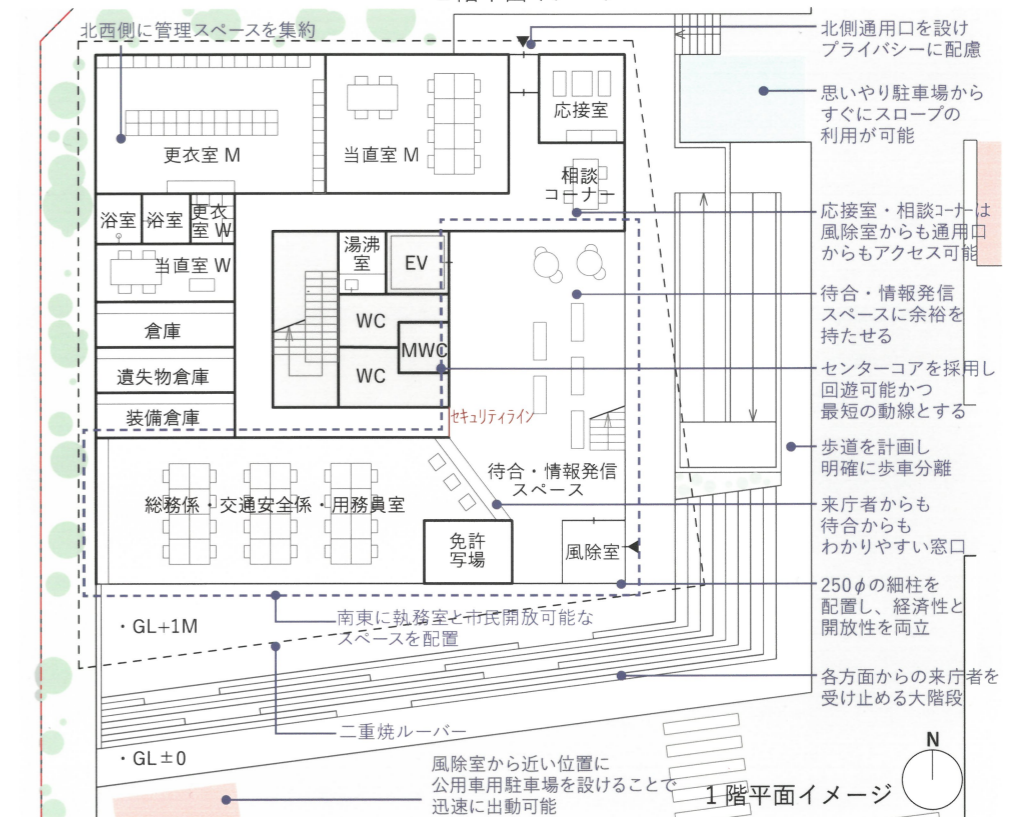 北西側に管理スペースを集約
北側通用口を設け
プライバシーに配慮
思いやり駐車場から
すぐにスロープの
利用が可能
応接室
更衣室 M
当直室 M
相談
コーナー
浴室
浴室
更衣
室 W
当直室 W
湯沸
室
EV
応接室・相談コーナーは
風除室からも通用口
からもアクセス可能
倉庫
WC
MWC
WC
待合・情報発信
スペースに余裕を
持たせる
遺失物倉庫
装備倉庫
センターコアを採用し
回遊可能かつ
最短の動線とする
セキュリティライン
歩道を計画し
明確に歩車分離
待合・情報発信
スペース
総務係・交通安全係・用務員室
来庁者からも
待合からも
わかりやすい窓口
免許
写場
風除室
250φの細柱を
配置し、経済性と
開放性を両立
・GL+1M
南東に執務室と市民開放可能な
スペースを配置
各方面からの来庁者を
受け止める大階段
二重焼ルーバー
・GL±0
風除室から近い位置に
公用車用駐車場を設けることで
迅速に出動可能
N
1 階平面イメージ